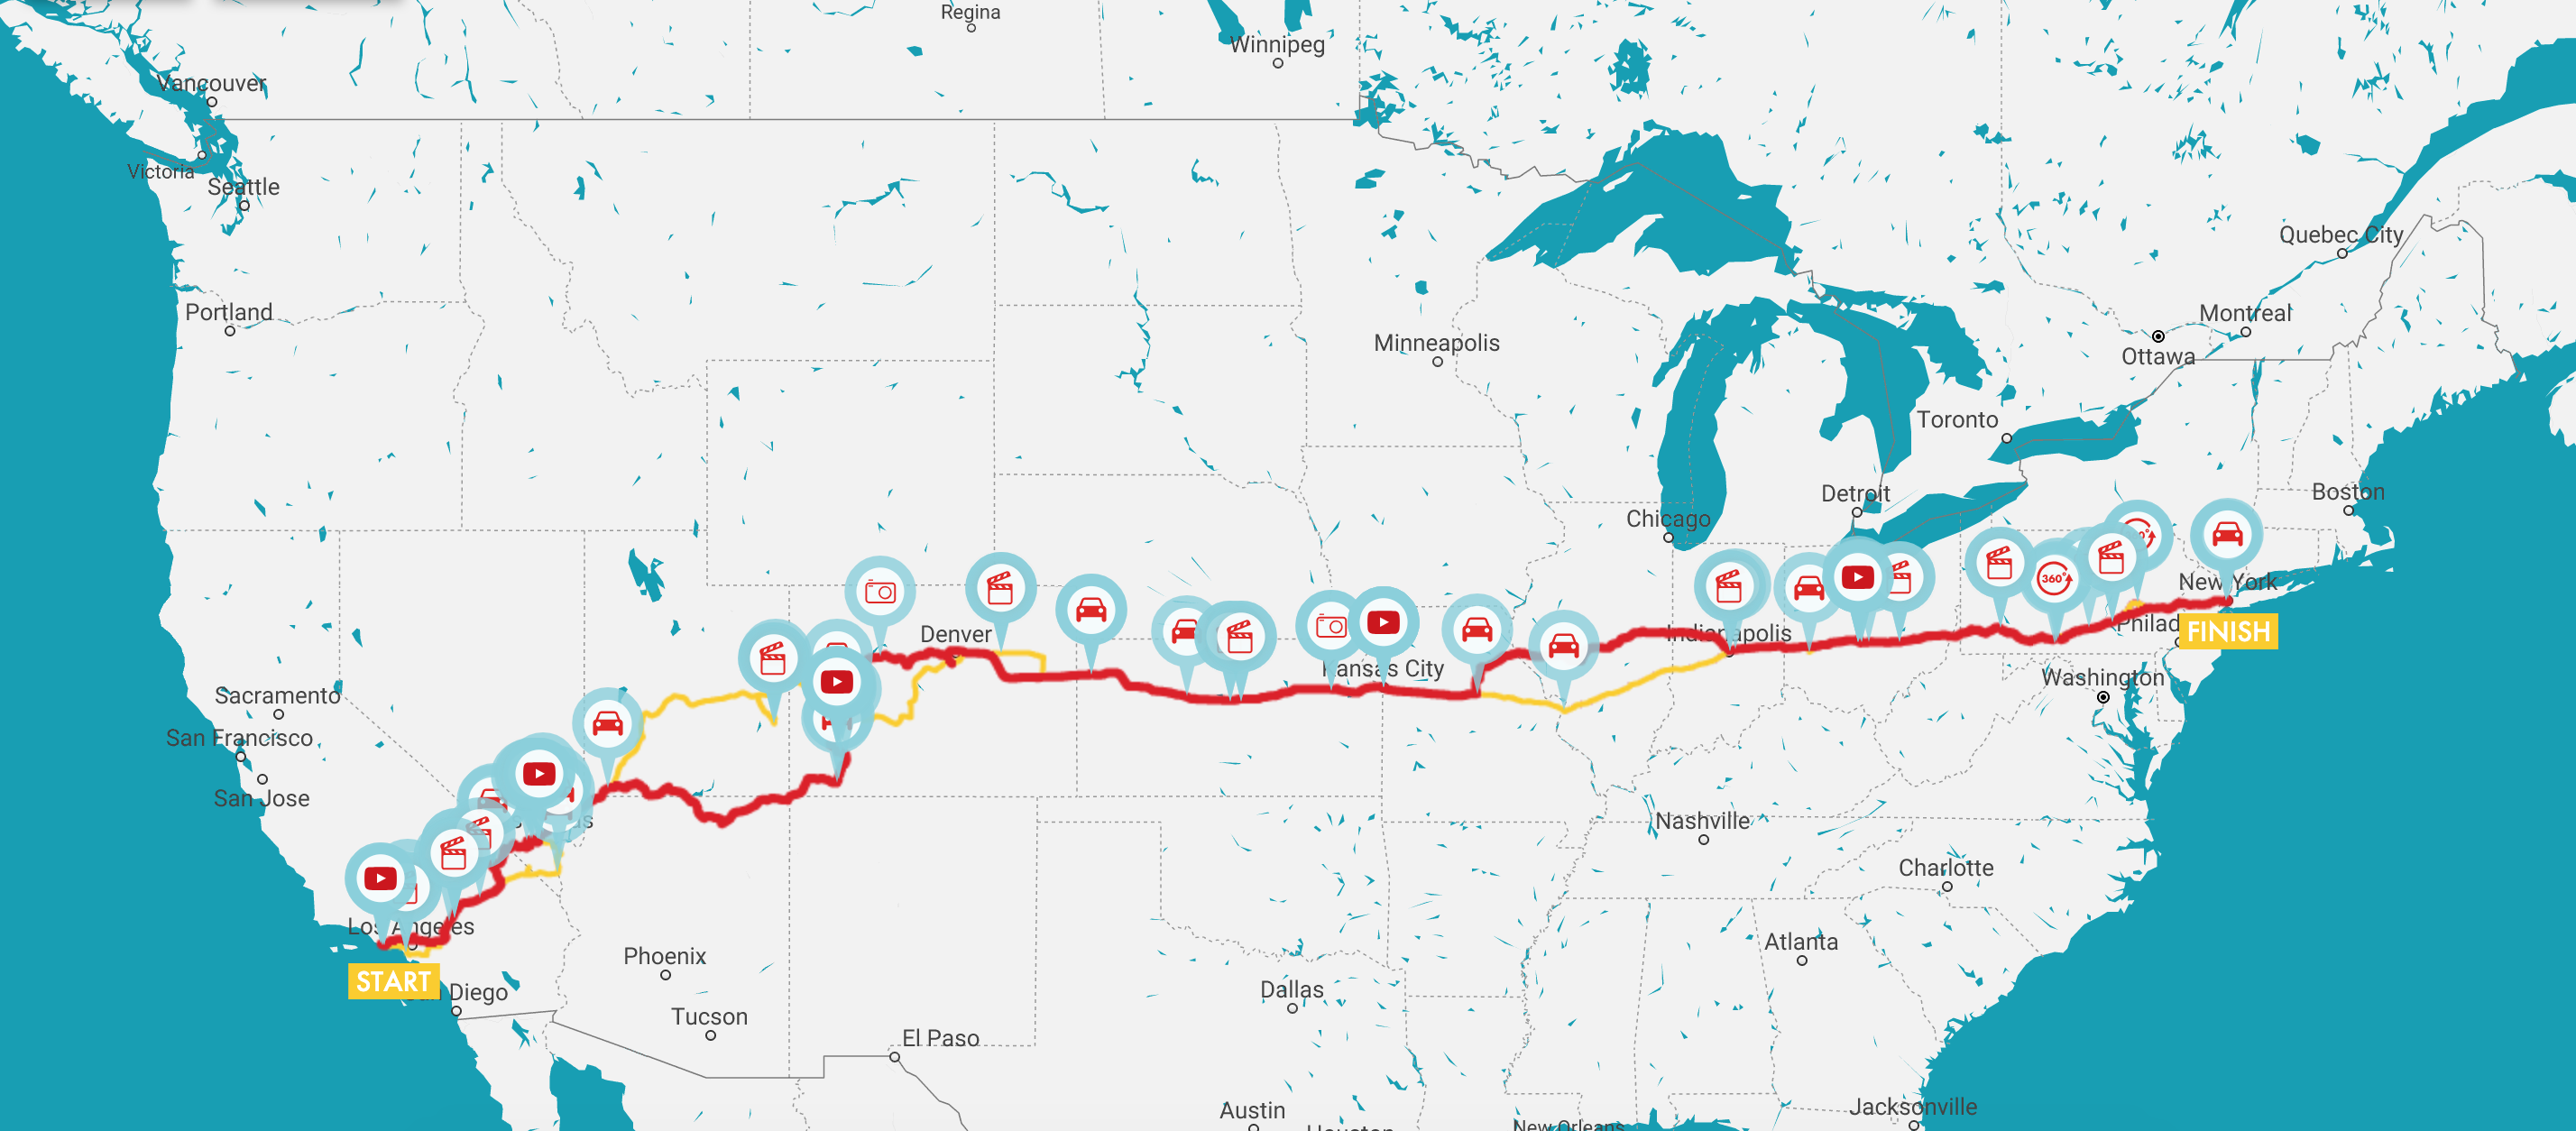 Regina
Winnipeg
Vancouver
Victoria
Seattle
Quebec City
Portland
Montreal
Minneapolis
Ottawa
Toronto
Detroit
Boston
Chicago
360°
New York
Denver
Indianapolis
Philad
FINISH
Kansas City
Washington
Sacramento
San Francisco
San Jose
Nashville
Charlotte
Los Angeles
Atlanta
Phoenix
START
Diego
Dallas
Tucson
El Paso
Jacksonville
Austin
Houston
New Orleans